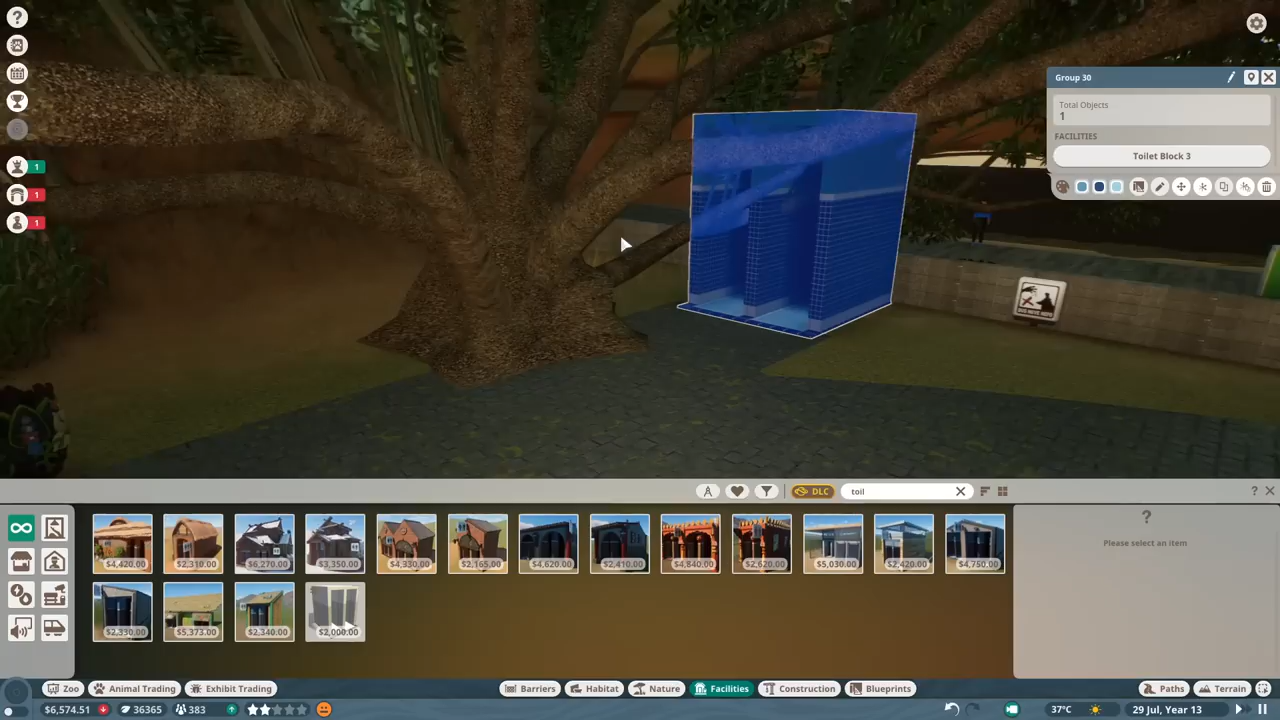 Group 30
Total Objects
1
FACILITIES
Toilet Block 3
1
1
1
DLC
toil
$4,420.00
$2,310.00
$6,270.00
$3,350.00
$4,930.00
$2,165.00
$4,620.00
$2,410.00
$4,840.00
$2,620.00
$5,030.00
$2,420.00
$4,750.00
$2,330.00
$5,373.00
$2,340.00
$2,000.00
?
Please select an item
Zoo
Animal Trading
Exhibit Trading
Barriers
Habitat
Nature
Facilities
Construction
Blueprints
Paths
Terrain
$6,574.51
36365
383
37°C
29 Jul, Year 13